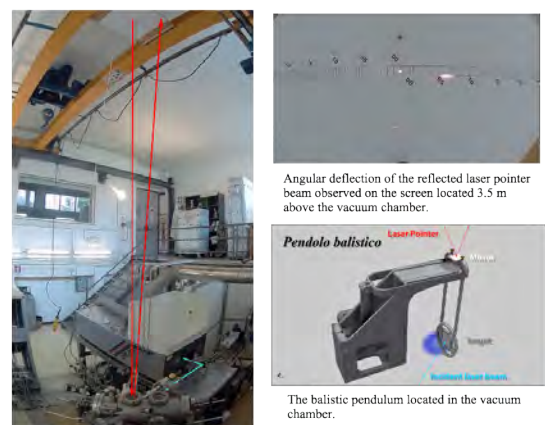 Angular deflection of the reflected laser pointer
beam observed on the screen located 3.5 m
above the vacuum chamber.
Pendolo balistico
Laser-Pointer
Mirror
Target
The balistic pendulum located in the vacuum
chamber.